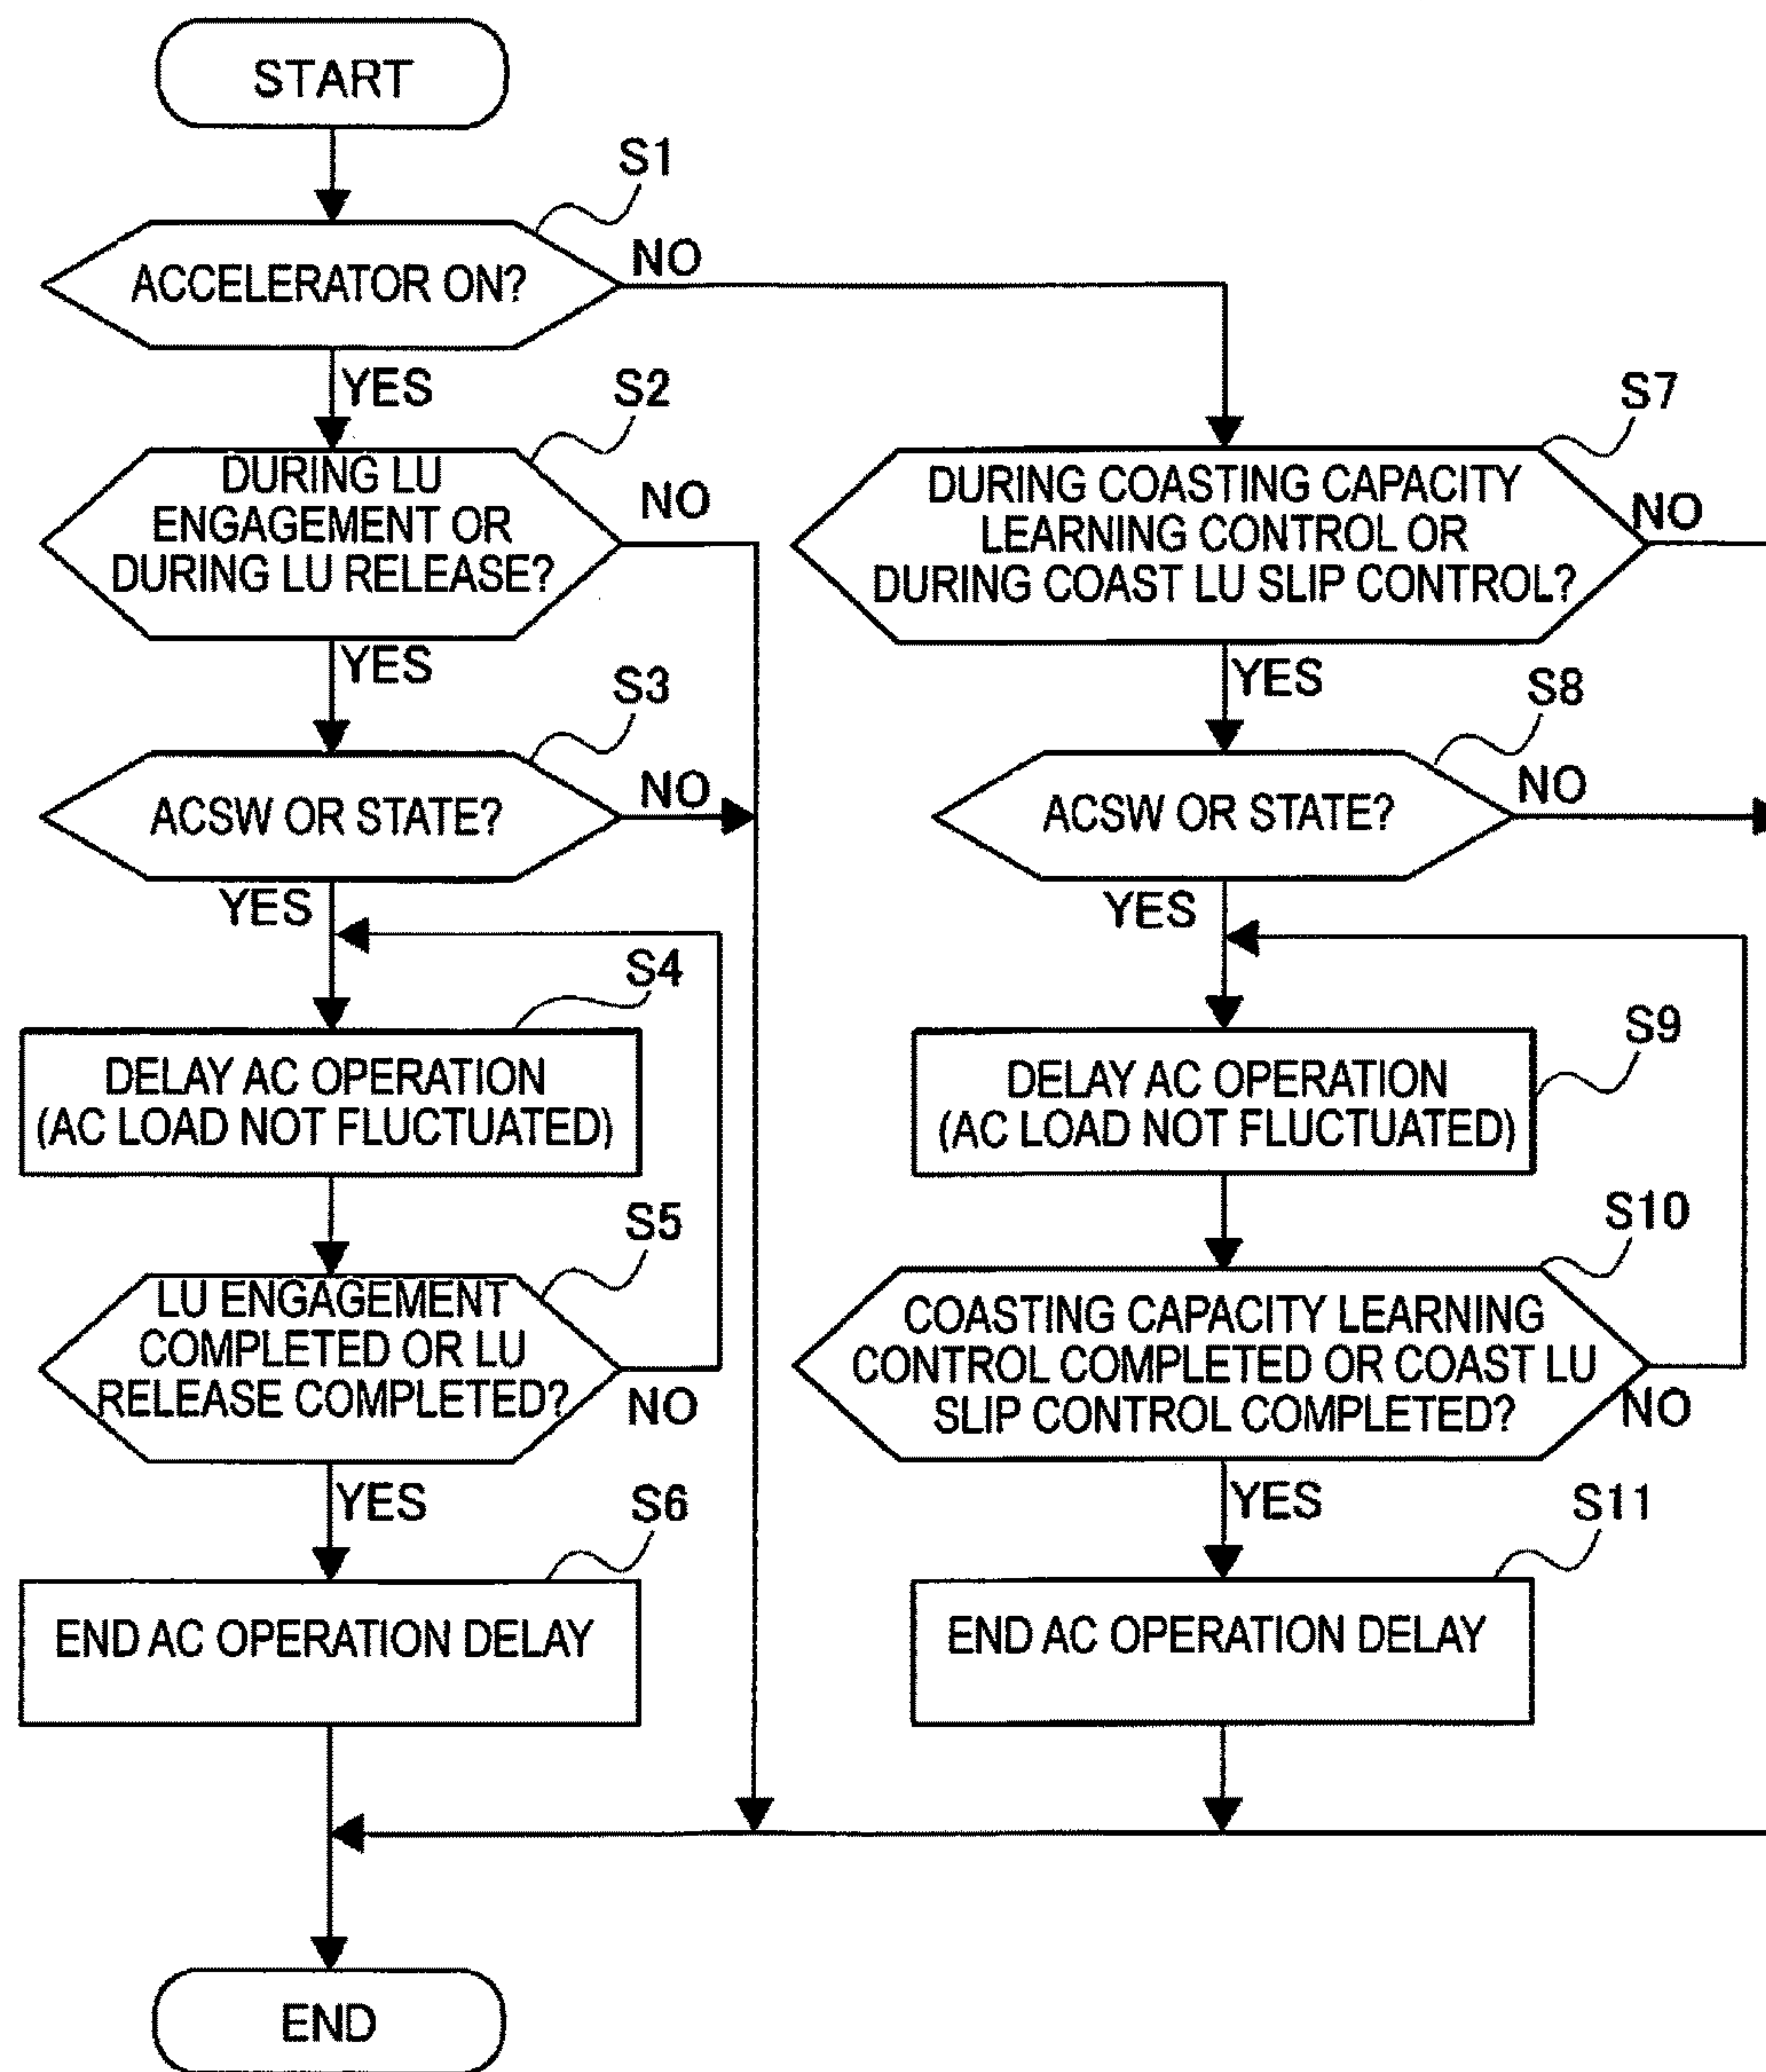 START
S1
ACCELERATOR ON?
NO
YES
S2
DURING LU
ENGAGEMENT OR
DURING LU RELEASE?
NO
YES
S3
ACSW OR STATE?
NO
YES
S4
DELAY AC OPERATION
(AC LOAD NOT FLUCTUATED)
S5
LU ENGAGEMENT
COMPLETED OR LU
RELEASE COMPLETED?
NO
YES
S6
END AC OPERATION DELAY
S7
DURING COASTING CAPACITY
LEARNING CONTROL OR
DURING COAST LU SLIP CONTROL?
NO
YES
S8
ACSW OR STATE?
NO
YES
S9
DELAY AC OPERATION
(AC LOAD NOT FLUCTUATED)
S10
COASTING CAPACITY LEARNING
CONTROL COMPLETED OR COAST LU
SLIP CONTROL COMPLETED?
NO
YES
S11
END AC OPERATION DELAY
END